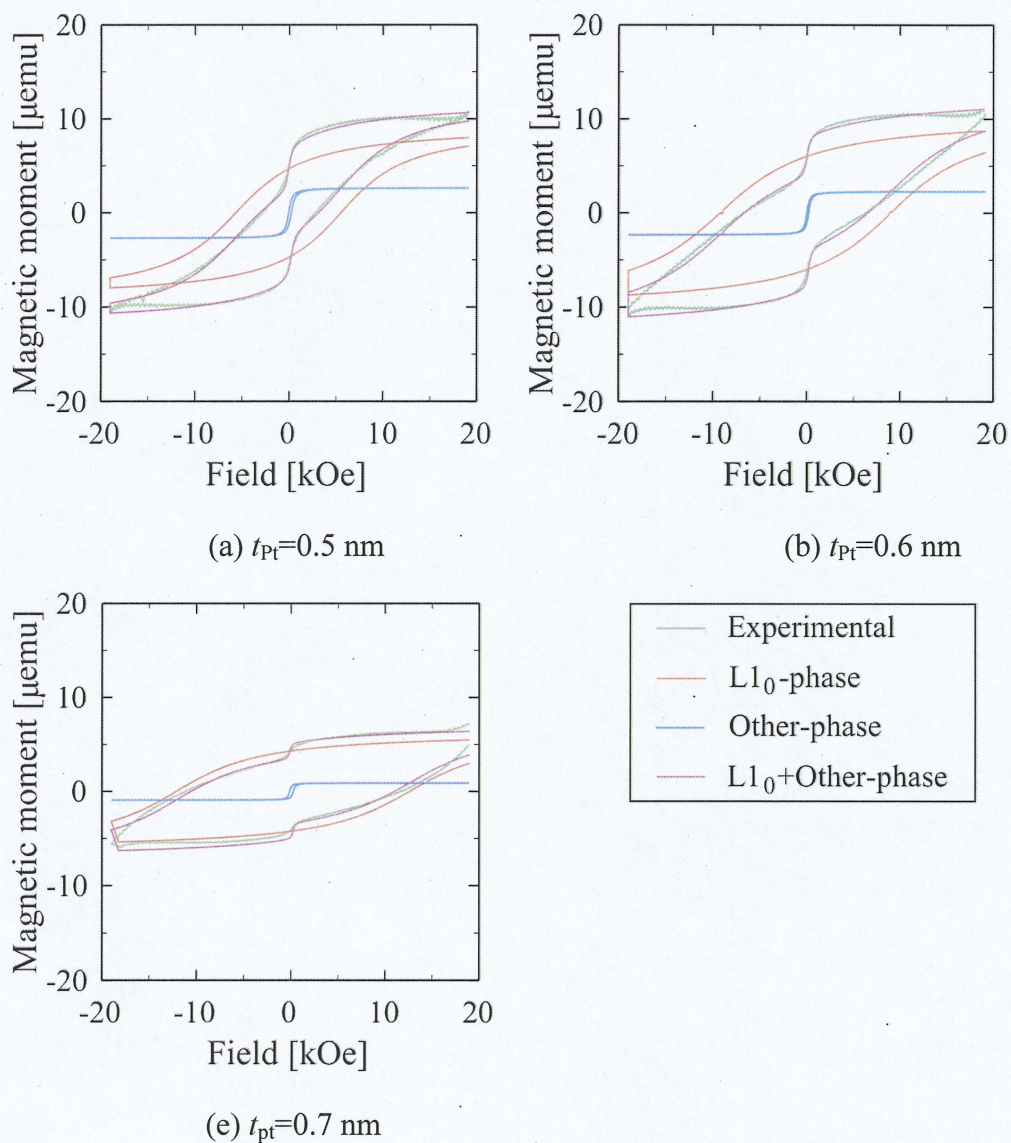 20
10
0
-10
-20
Magnetic moment [μemu]
-20 -10 0 10 20
Field [kOe]
(a) tPt=0.5 nm
20
10
0
-10
-20
Magnetic moment [μemu]
-20 -10 0 10 20
Field [kOe]
(b) tPt=0.6 nm
20
10
0
-10
-20
Magnetic moment [μemu]
-20 -10 0 10 20
Field [kOe]
(e) tpt=0.7 nm
Experimental
L10-phase
Other-phase
L10+Other-phase